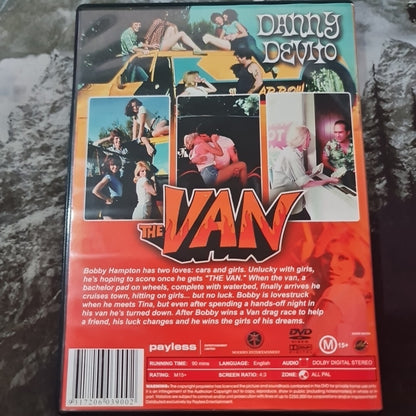 DANNY
DEVITO
THE VAN
Bobby Hampton has two loves: cars and girls. Unlucky with girls,
he's hoping to score once he gets "THE VAN." When the van, a
bachelor pad on wheels, complete with waterbed, finally arrives he
cruises town, hitting on girls... but no luck. Bobby is lovestruck
when he meets Tina, but even after spending a hands-off night in
his van he's turned down. After Bobby wins a Van drag race to help
a friend, his luck changes and he wins the girls of his dreams.
payless
ENTERTAINMENT
DVD
M 15+
RUNNING TIME: 90 mins
LANGUAGE: English
AUDIO: DOLBY DIGITAL STEREO
RATING: M15+
SCREEN RATIO: 4:3
ZONE: ALL PAL
9 317206 039002